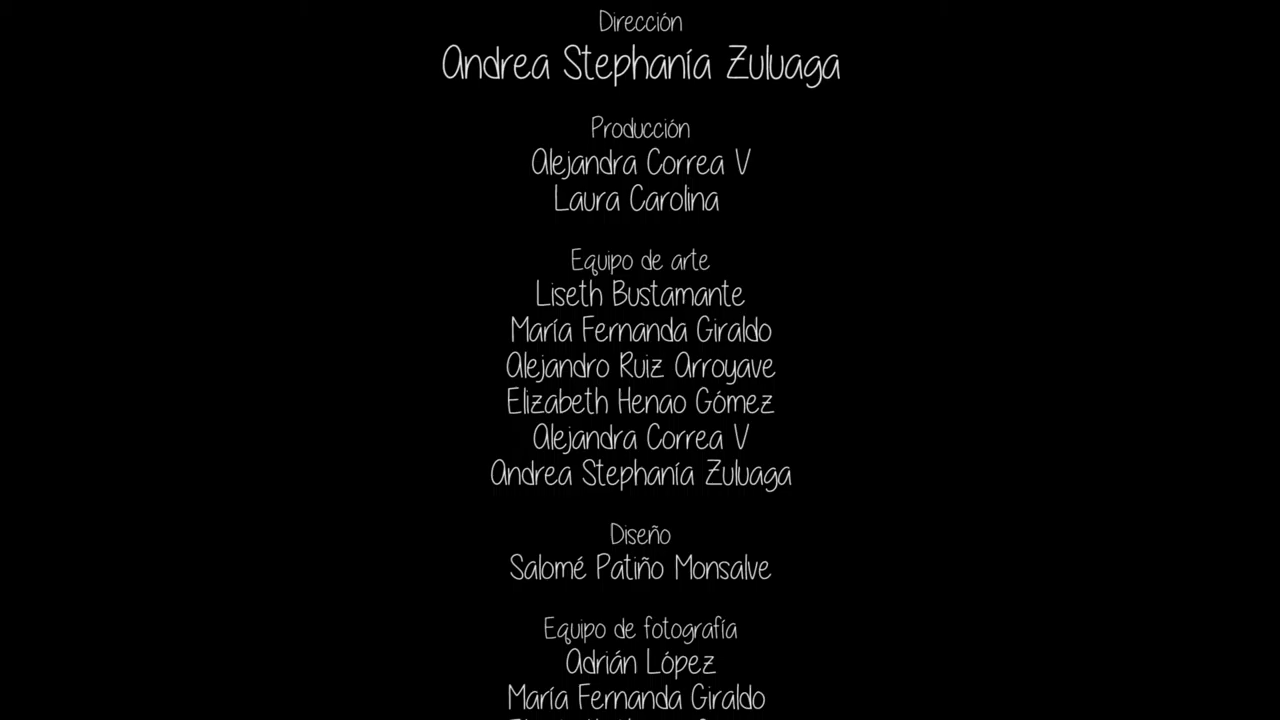 Dirección
Andrea Stephanía Zuluaga
Producción
Alejandra Correa V
Laura Carolina
Equipo de arte
Liseth Bustamante
María Fernanda Giraldo
Alejandro Ruiz Arroyave
Elizabeth Henao Gómez
Alejandra Correa V
Andrea Stephanía Zuluaga
Diseño
Salomé Patiño Monsalve
Equipo de fotografía
Adrián López
María Fernanda Giraldo